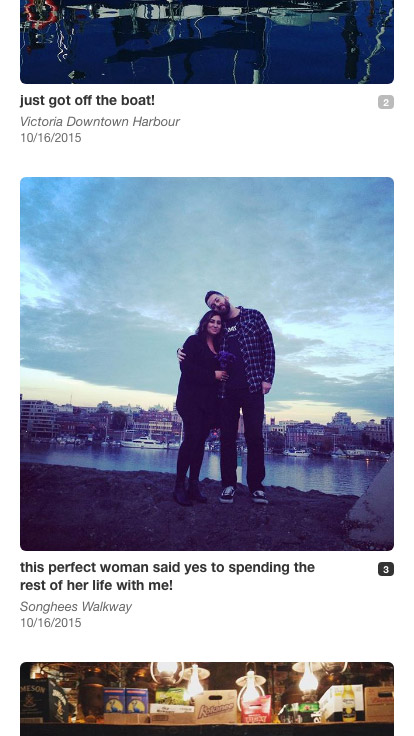 just got off the boat!
2
Victoria Downtown Harbour
10/16/2015
this perfect woman said yes to spending the
3
rest of her life with me!
Songhees Walkway
10/16/2015
Kokanee